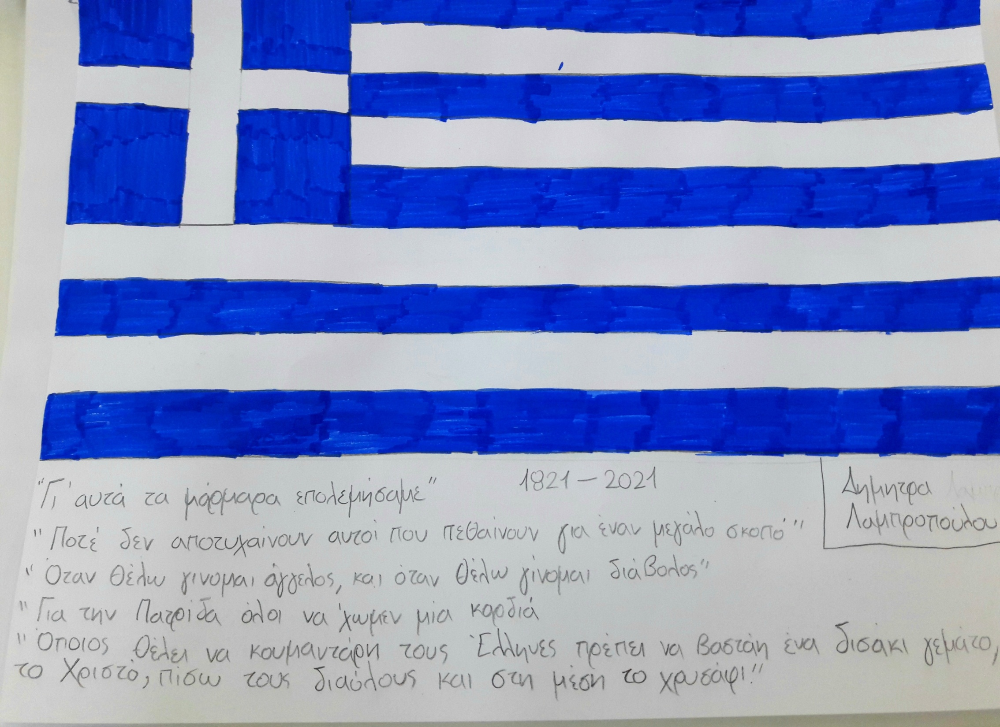 "Γι' αυτά τα μάρμαρα επολεμήσαμε"
1821 – 2021
Δημητρα
Λαμπροπούλου
"Ποτέ δεν αποτυχαίνουν αυτοί που πεθαίνουν για έναν μεγάλο σκοπό"
"Όταν θέλω γίνομαι άγγελος, και όταν θέλω γίνομαι διάβολος"
"Για την Πατρίδα όλοι να 'χωμεν μία καρδιά
"Όποιος θέλει να κουμαντάρη τους Έλληνες πρέπει να βαστάη ένα δισάκι γεμάτο,
το Χριστό, πίσω τους διαόλους και στη μέση το χρυσάφι!"